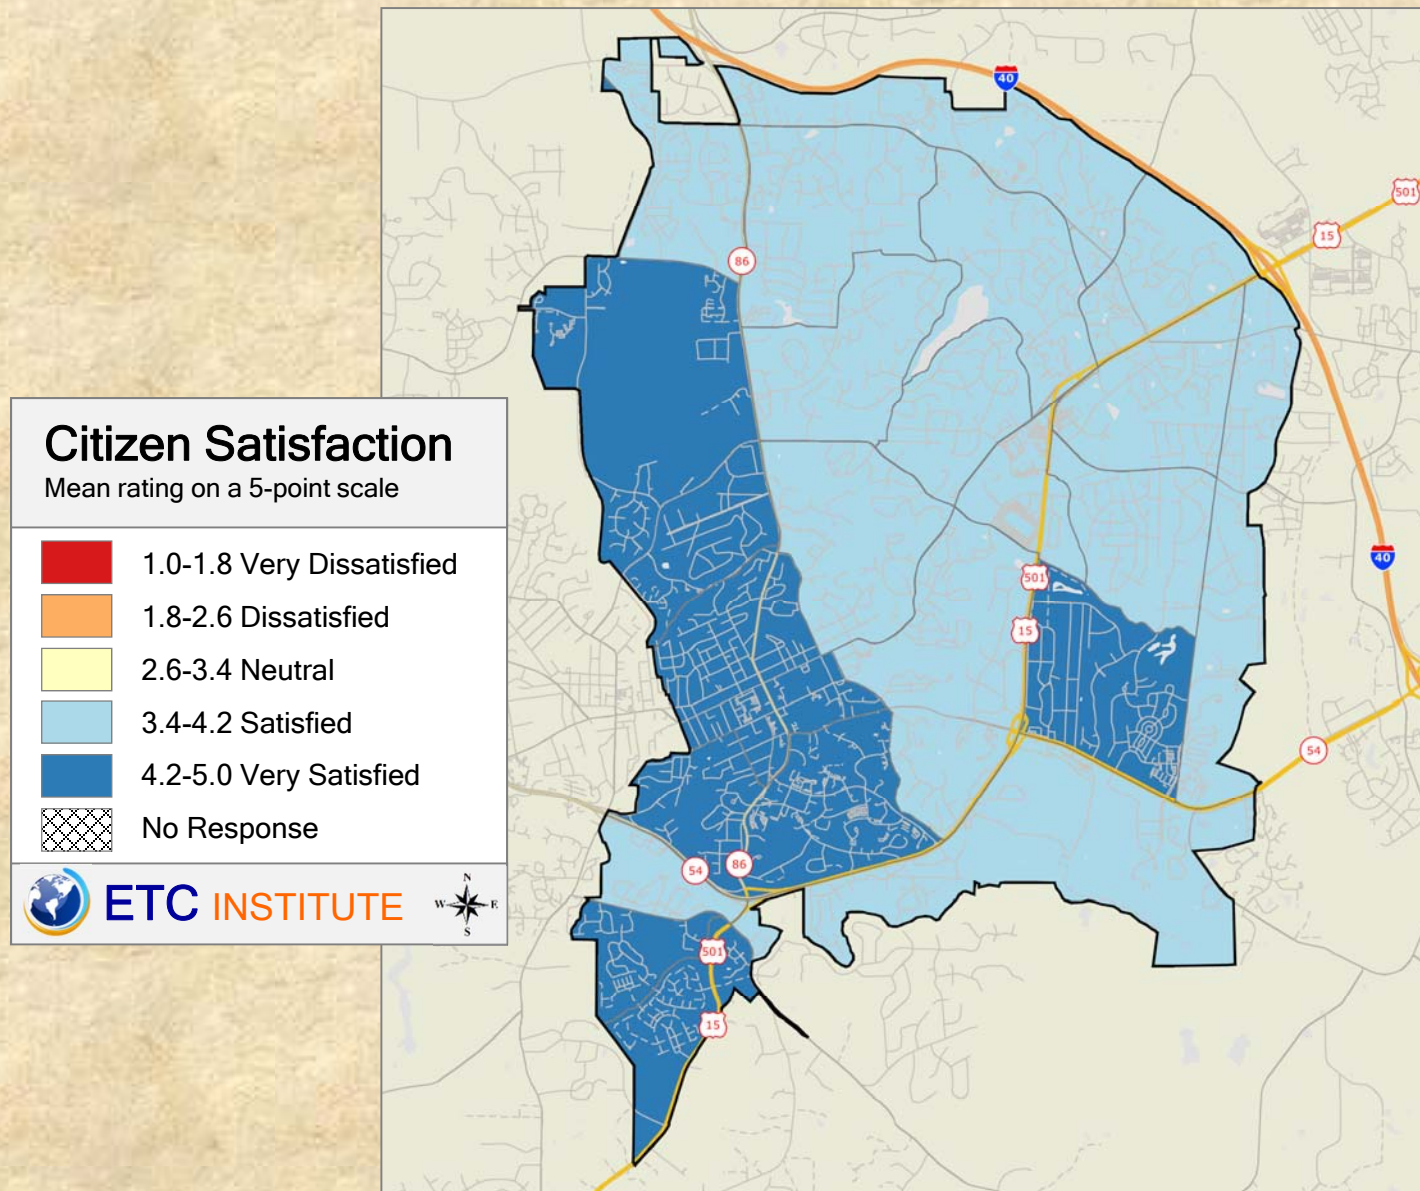 40
501
15
86
Citizen Satisfaction
Mean rating on a 5-point scale
1.0-1.8 Very Dissatisfied
1.8-2.6 Dissatisfied
2.6-3.4 Neutral
3.4-4.2 Satisfied
4.2-5.0 Very Satisfied
No Response
ETC INSTITUTE
N
W E
S
40
501
15
54
54
86
501
15